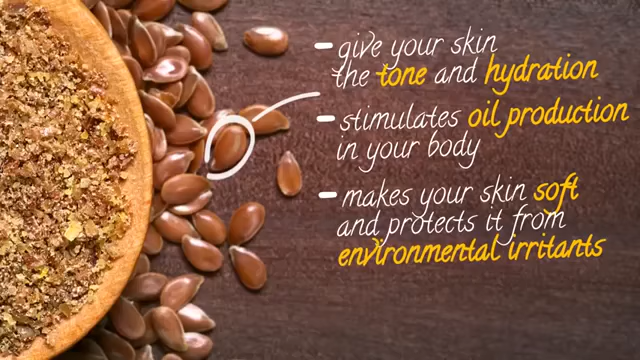 - give your skin
the tone and hydration
- stimulates oil production
in your body
- makes your skin soft
and protects it from
environmental irritants